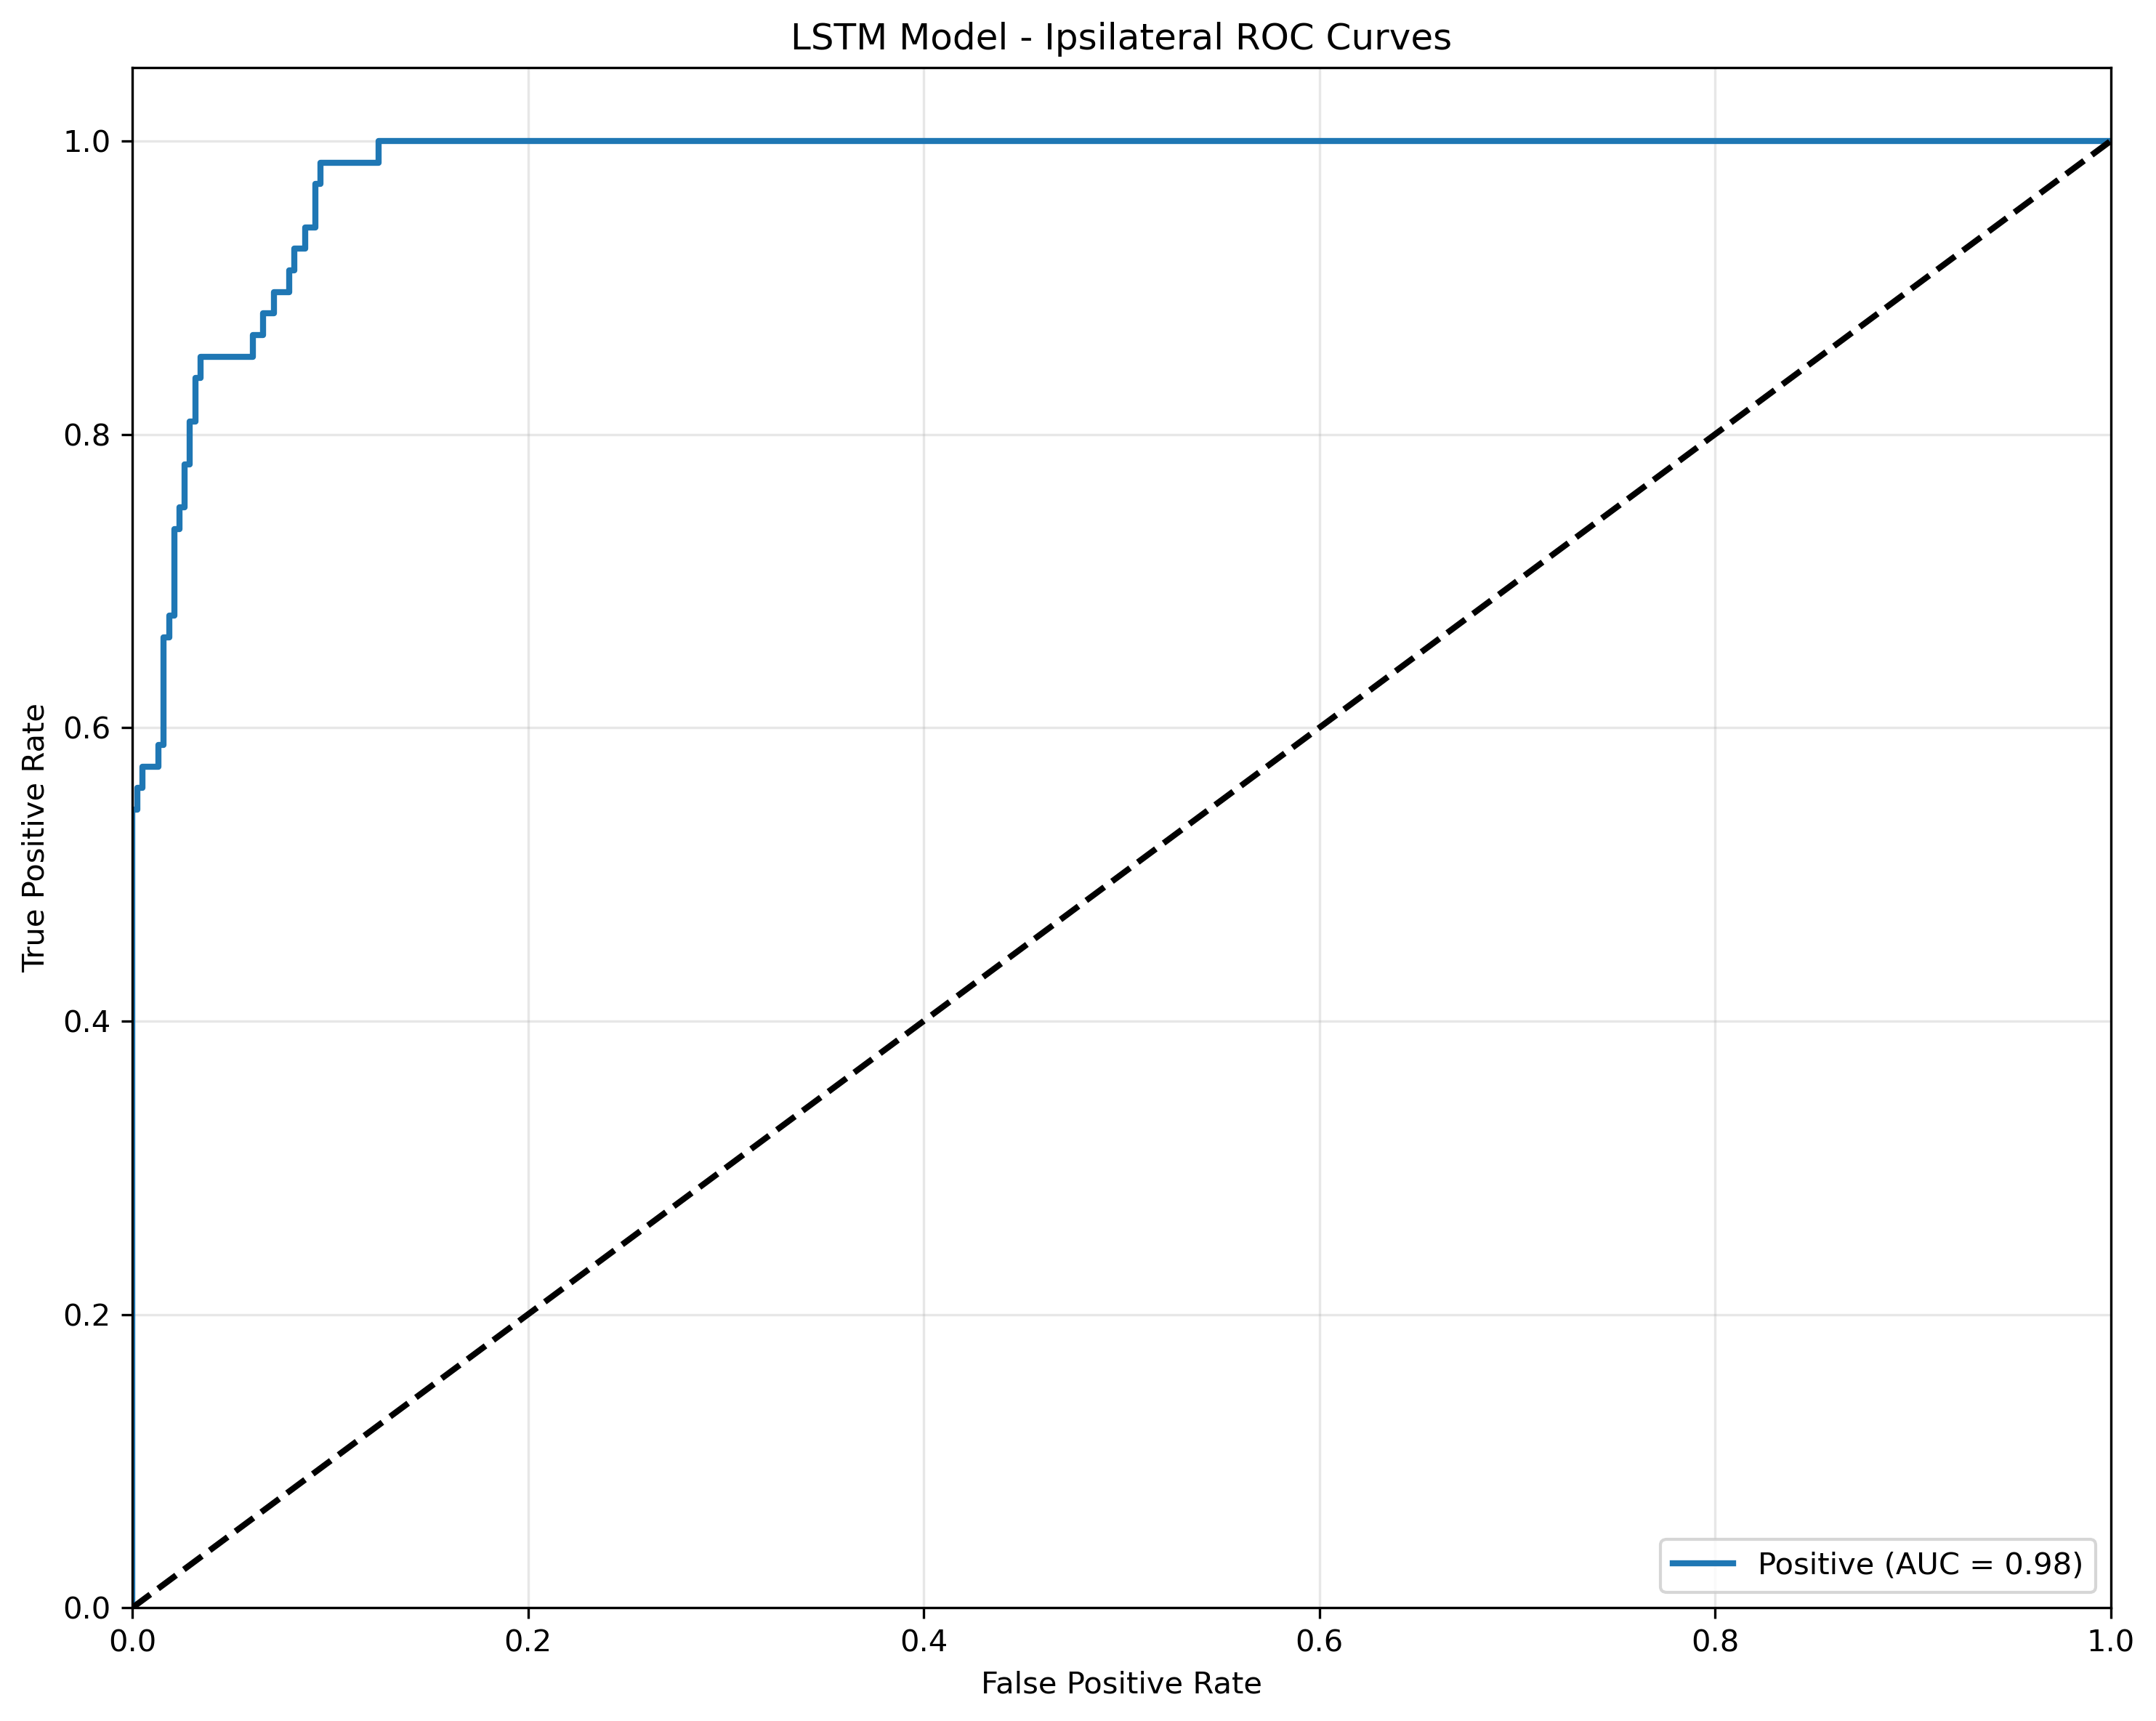 LSTM Model - Ipsilateral ROC Curves
True Positive Rate
1.0
0.8
0.6
0.4
0.2
0.0
0.0 0.2 0.4 0.6 0.8 1.0
False Positive Rate
Positive (AUC = 0.98)